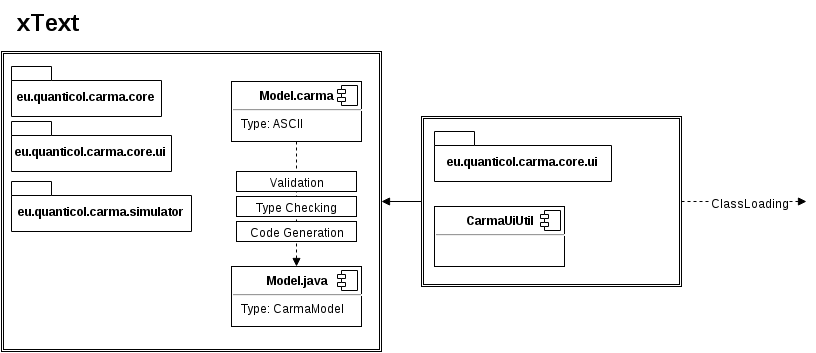 xText
eu.quanticol.carma.core
eu.quanticol.carma.core.ui
eu.quanticol.carma.simulator
Model.carma
Type: ASCII
Validation
Type Checking
Code Generation
Model.java
Type: CarmaModel
eu.quanticol.carma.core.ui
CarmaUiUtil
ClassLoading